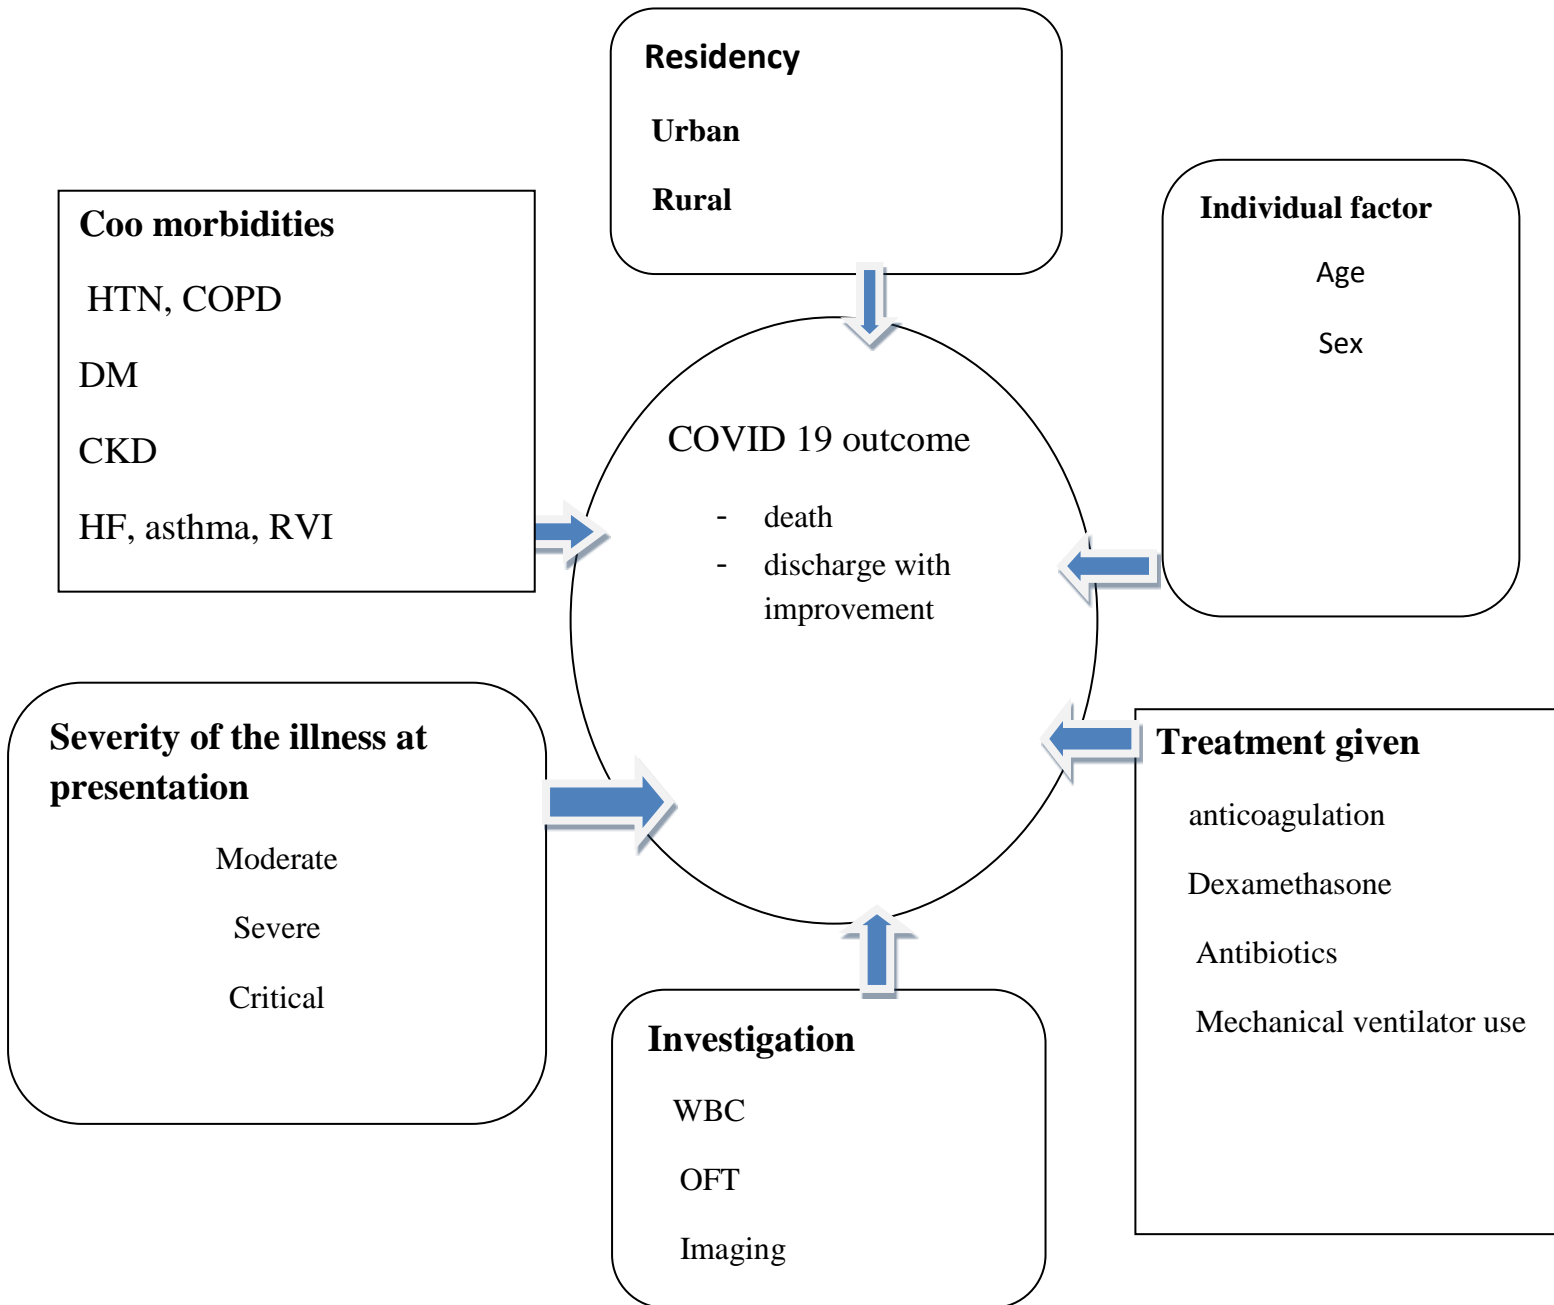 Residency
Urban
Rural
Coo morbidities
HTN, COPD
DM
CKD
HF, asthma, RVI
Individual factor
Age
Sex
COVID 19 outcome
- death
- discharge with
improvement
Severity of the illness at
presentation
Moderate
Severe
Critical
Treatment given
anticoagulation
Dexamethasone
Antibiotics
Mechanical ventilator use
Investigation
WBC
OFT
Imaging